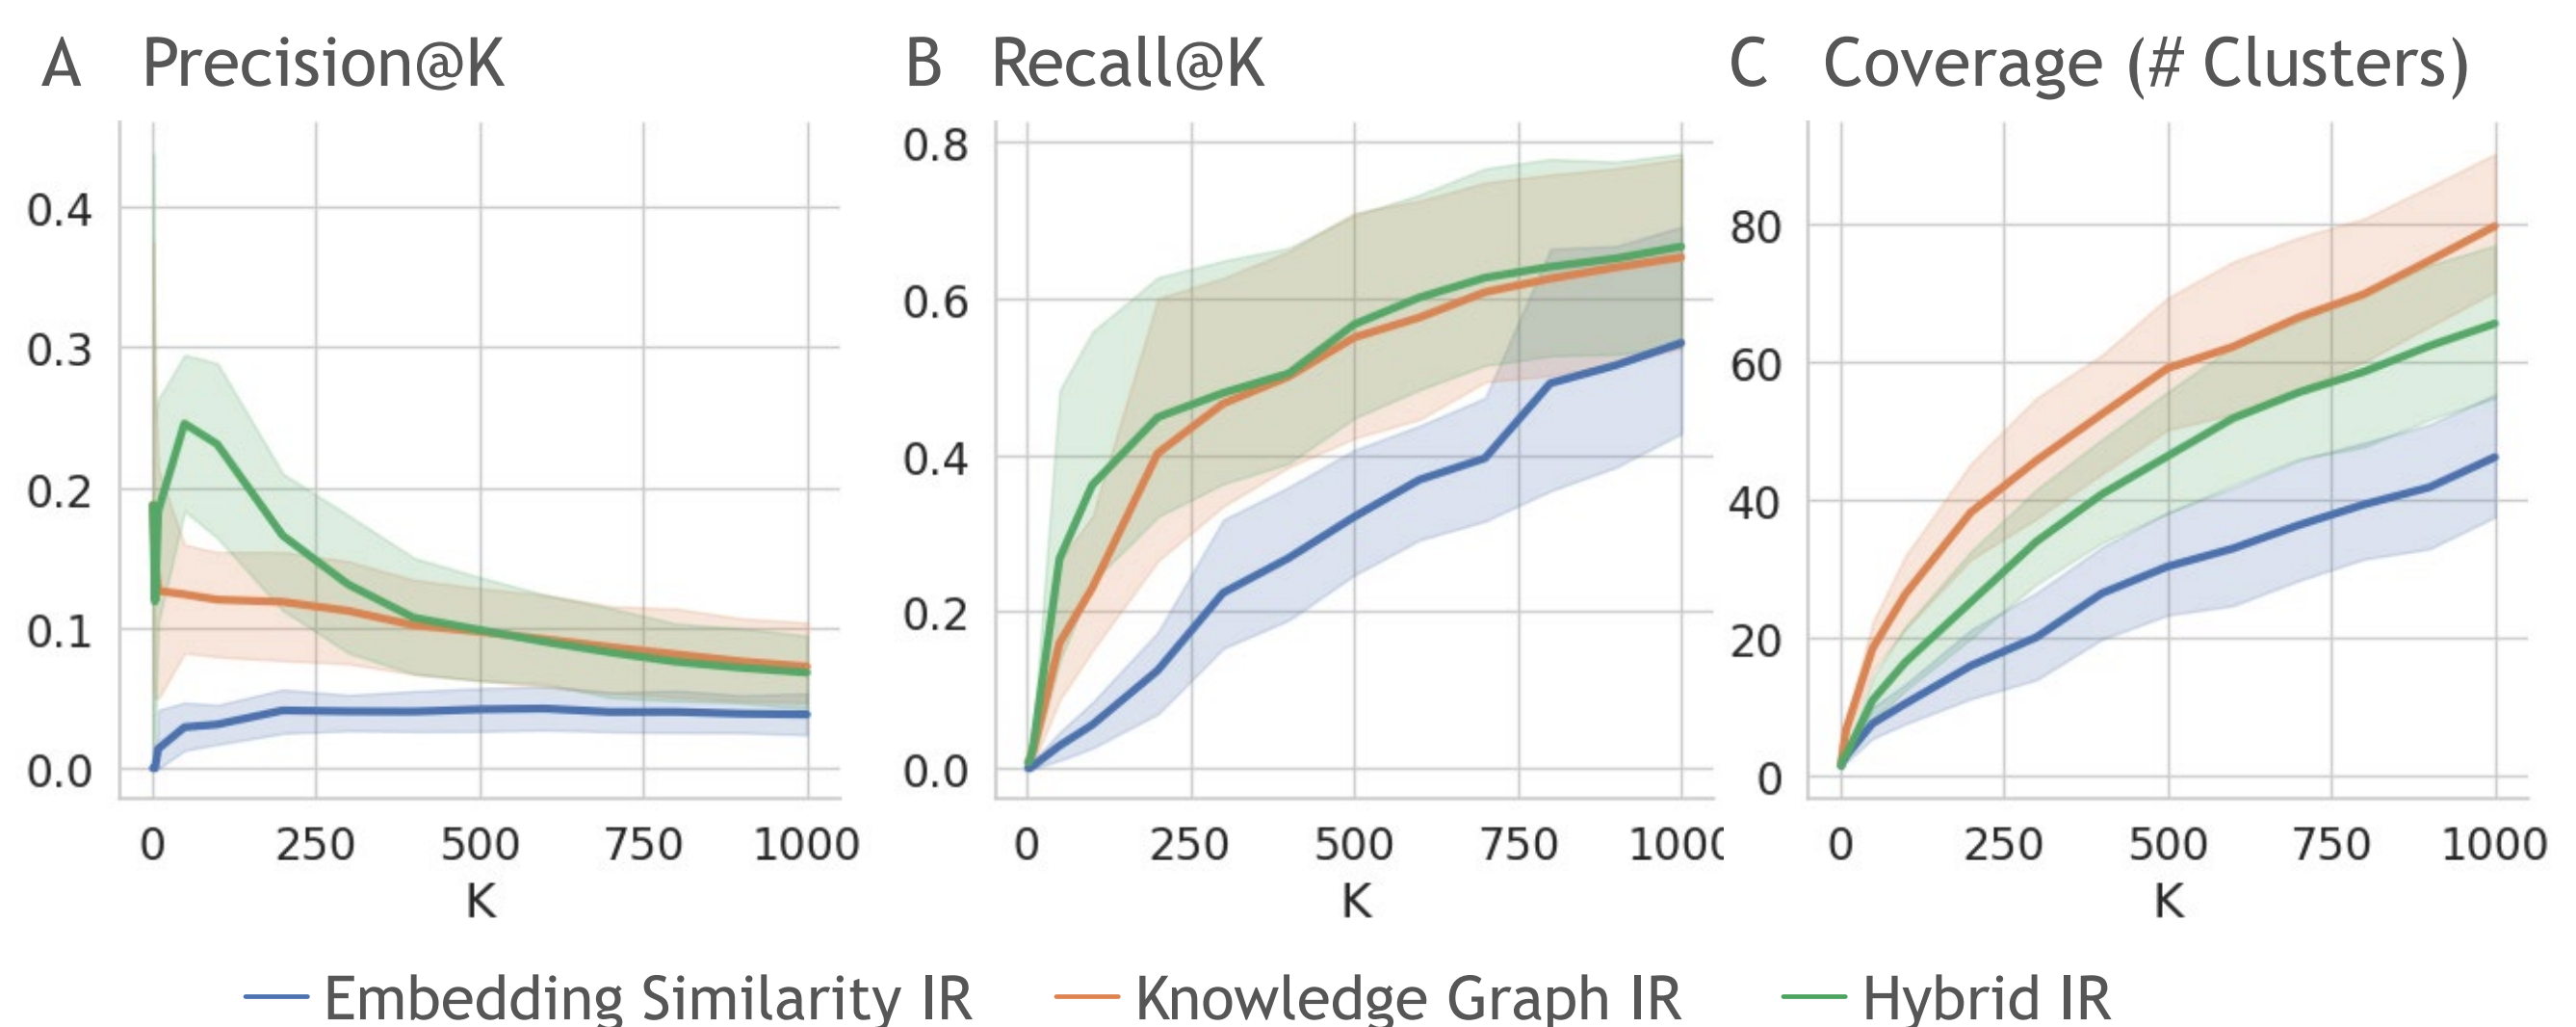 A Precision@K
B Recall@K
C Coverage (# Clusters)
0.4
0.3
0.2
0.1
0.0
0 250 500 750 1000
K
0.8
0.6
0.4
0.2
0.0
0 250 500 750 1000
K
80
60
40
20
0
0 250 500 750 1000
K
Embedding Similarity IR
Knowledge Graph IR
Hybrid IR